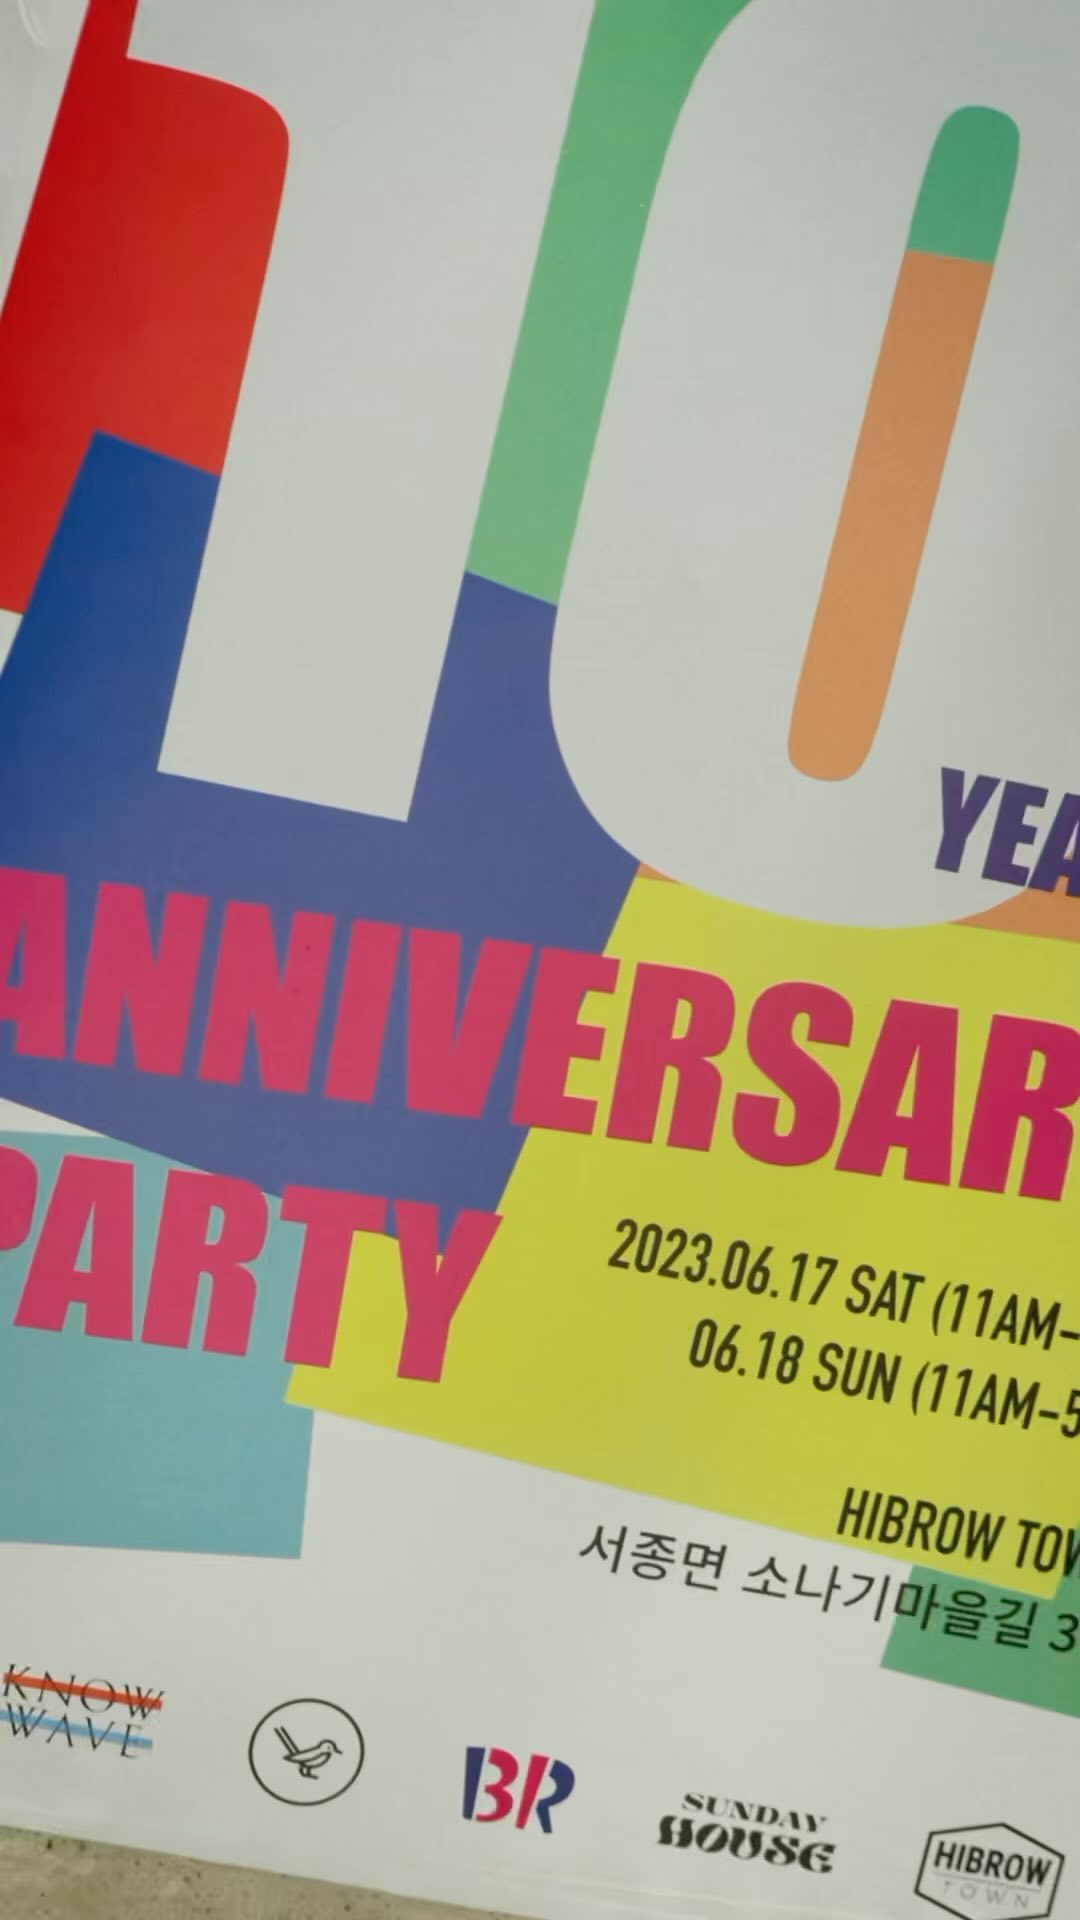 10
YEA
ANNIVERSAR
PARTY
2023.06.17 SAT (11AM-
06.18 SUN (11AM-5
HIBROW TOW
서종면 소나기마을길 3
KNOW
WAVE
BR
SUNDAY
HOUSE
HIBROW
TOWN